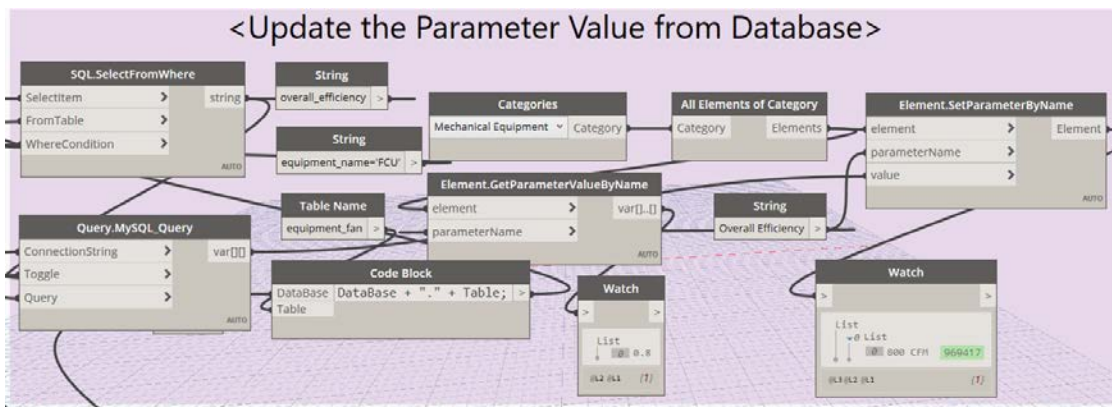 <Update the Parameter Value from Database>
SQL.SelectFromWhere
SelectItem > string
FromTable >
WhereCondition >
AUTO
String
overall_efficiency >
String
equipment_name='FCU' >
Categories
Mechanical Equipment Category
All Elements of Category
Category Elements
Element.SetParameterByName
element > Element
parameterName >
value >
AUTO
Element.GetParameterValueByName
element > var[]..[]
parameterName >
AUTO
Table Name
equipment_fan >
String
Overall Efficiency >
Query.MySQL_Query
ConnectionString > var[][]
Toggle >
Query >
AUTO
Code Block
DataBase DataBase + "." + Table; >
Table
Watch
> >
List
0 0.8
@L2 @L1 {1}
Watch
> >
List
0 List
0 800 CFM 969417
@L3 @L2 @L1 {1}